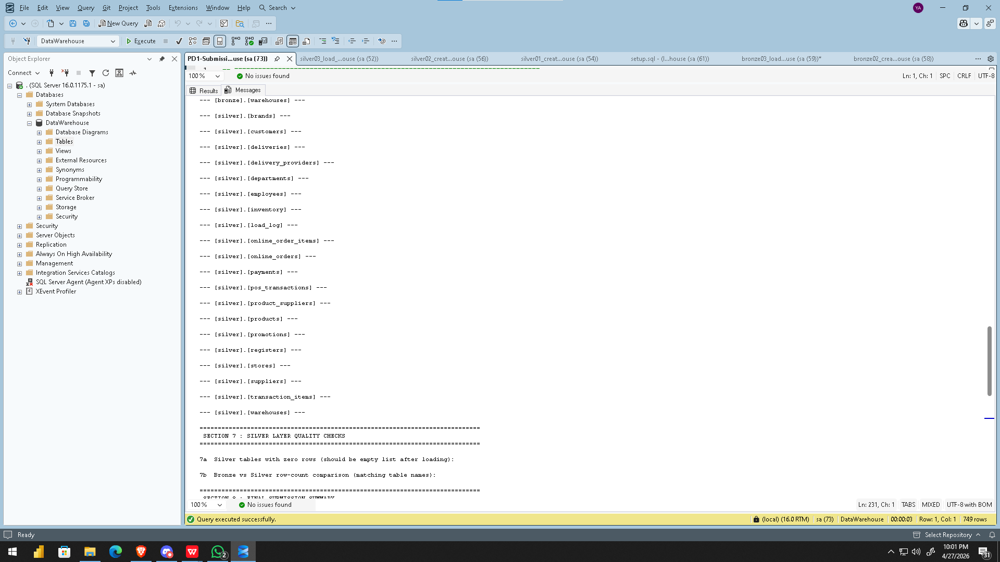 File Edit View Query Git Project Tools Extensions Window Help Search YA
New Query DAX
DataWarehouse Execute
Object Explorer
Connect
. (SQL Server 16.0.1175.1 - sa)
Databases
System Databases
Database Snapshots
DataWarehouse
Database Diagrams
Tables
Views
External Resources
Synonyms
Programmability
Query Store
Service Broker
Storage
Security
Security
Server Objects
Replication
Always On High Availability
Management
Integration Services Catalogs
SQL Server Agent (Agent XPs disabled)
XEvent Profiler
PD1-Submissi...use (sa (73)) silver03_load_...ouse (sa (52)) silver02_creat...ouse (sa (56)) silver01_creat...ouse (sa (54)) setup.sql - (l...house (sa (61)) bronze03_load...use (sa (59))* bronze02_crea...ouse (sa (58))
100 % No issues found Ln: 1, Ch: 1 SPC CRLF UTF-8
Results Messages
--- [bronze].[warehouses] ---
--- [silver].[brands] ---
--- [silver].[customers] ---
--- [silver].[deliveries] ---
--- [silver].[delivery_providers] ---
--- [silver].[departments] ---
--- [silver].[employees] ---
--- [silver].[inventory] ---
--- [silver].[load_log] ---
--- [silver].[online_order_items] ---
--- [silver].[online_orders] ---
--- [silver].[payments] ---
--- [silver].[pos_transactions] ---
--- [silver].[product_suppliers] ---
--- [silver].[products] ---
--- [silver].[promotions] ---
--- [silver].[registers] ---
--- [silver].[stores] ---
--- [silver].[suppliers] ---
--- [silver].[transaction_items] ---
--- [silver].[warehouses] ---
=============================================================================
SECTION 7 : SILVER LAYER QUALITY CHECKS
=============================================================================
7a Silver tables with zero rows (should be empty list after loading):
7b Bronze vs Silver row-count comparison (matching table names):
=============================================================================
SECTION 8 : FINAL SUBMISSION SUMMARY
100 % No issues found Ln: 231, Ch: 1 TABS MIXED UTF-8 with BOM
Query executed successfully. (local) (16.0 RTM) sa (73) DataWarehouse 00:00:03 Row: 1, Col: 1 749 rows
Ready Select Repository
W 2 10:01 PM
4/27/2026 31